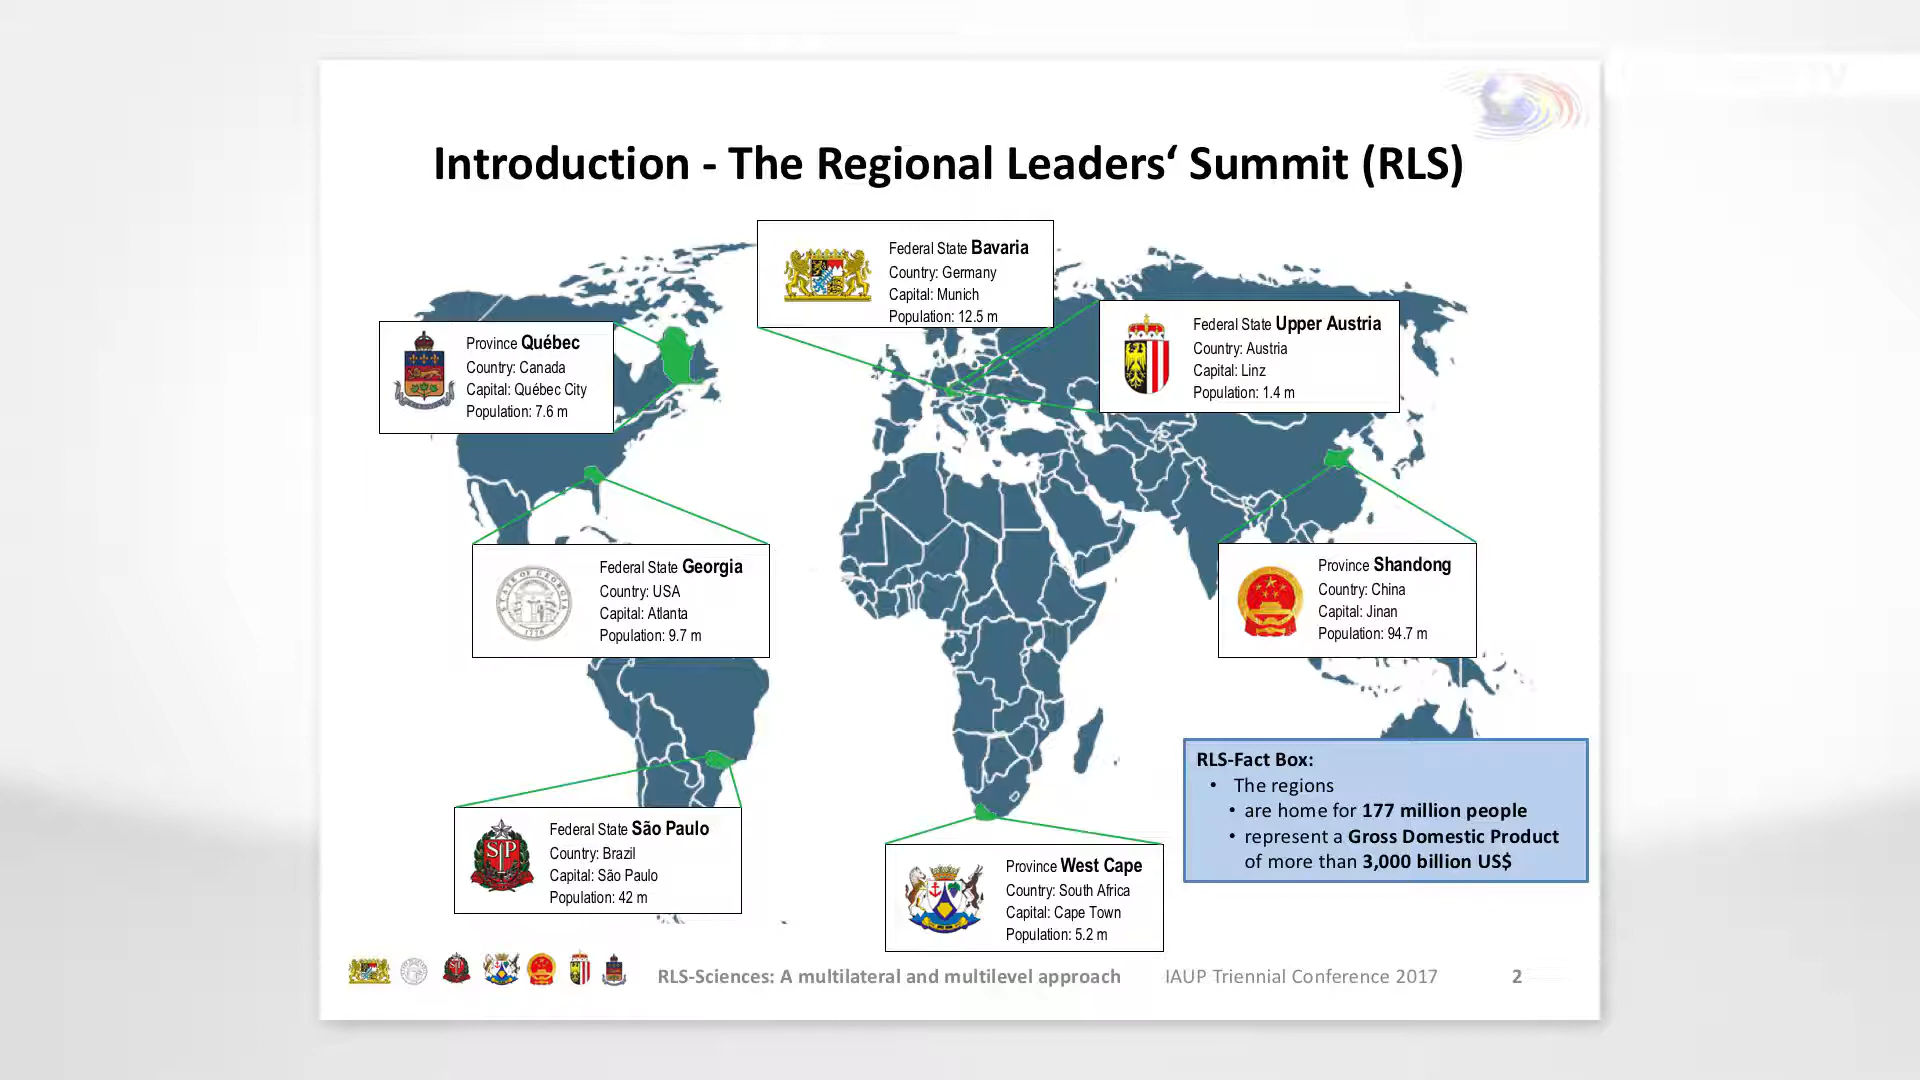 Introduction - The Regional Leaders‘ Summit (RLS)
Federal State Bavaria
Country: Germany
Capital: Munich
Population: 12.5 m
Federal State Upper Austria
Country: Austria
Capital: Linz
Population: 1.4 m
Province Québec
Country: Canada
Capital: Québec City
Population: 7.6 m
Federal State Georgia
Country: USA
Capital: Atlanta
Population: 9.7 m
STATE OF GEORGIA
1776
Province Shandong
Country: China
Capital: Jinan
Population: 94.7 m
RLS-Fact Box:
• The regions
• are home for 177 million people
• represent a Gross Domestic Product
of more than 3,000 billion US$
Federal State São Paulo
Country: Brazil
Capital: São Paulo
Population: 42 m
SP
Province West Cape
Country: South Africa
Capital: Cape Town
Population: 5.2 m
RLS-Sciences: A multilateral and multilevel approach IAUP Triennial Conference 2017 2